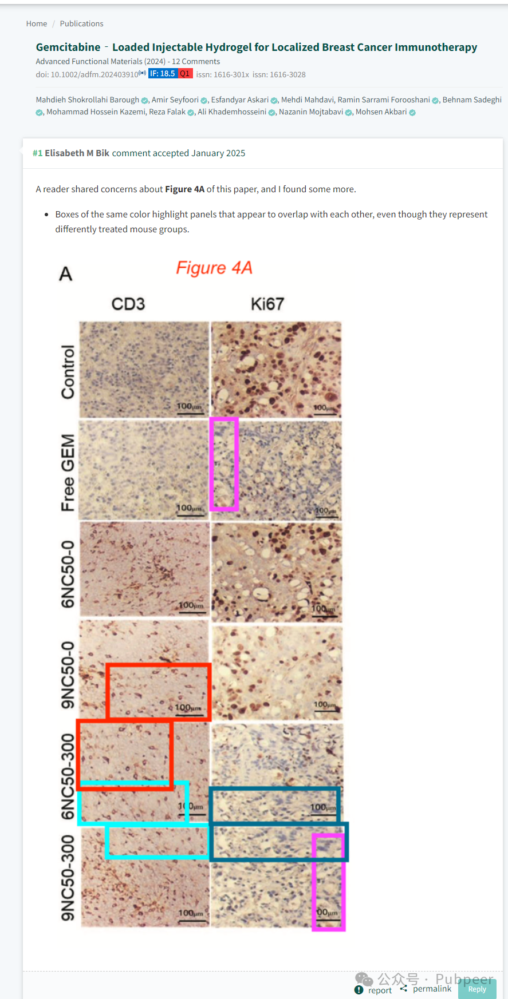 Home / Publications
Gemcitabine‐Loaded Injectable Hydrogel for Localized Breast Cancer Immunotherapy
Advanced Functional Materials (2024) - 12 Comments
doi: 10.1002/adfm.202403910 IF: 18.5 Q1 issn: 1616-301x issn: 1616-3028
Mahdieh Shokrollahi Barough, Amir Seyfoori, Esfandyar Askari, Mehdi Mahdavi, Ramin Sarrami Forooshani, Behnam Sadeghi
, Mohammad Hossein Kazemi, Reza Falak, Ali Khademhosseini, Nazanin Mojtabavi, Mohsen Akbari
#1 Elisabeth M Bik comment accepted January 2025
A reader shared concerns about Figure 4A of this paper, and I found some more.
• Boxes of the same color highlight panels that appear to overlap with each other, even though they represent
differently treated mouse groups.
A
Figure 4A
CD3 Ki67
Control
100μm 100μm
Free GEM
100μm 100μm
6NC50-0
100μm 100μm
9NC50-0
100μm 100μm
6NC50-300
100μm 100μm
9NC50-300
100μm 00μm
公众号 · Pubpeer
report permalink Reply